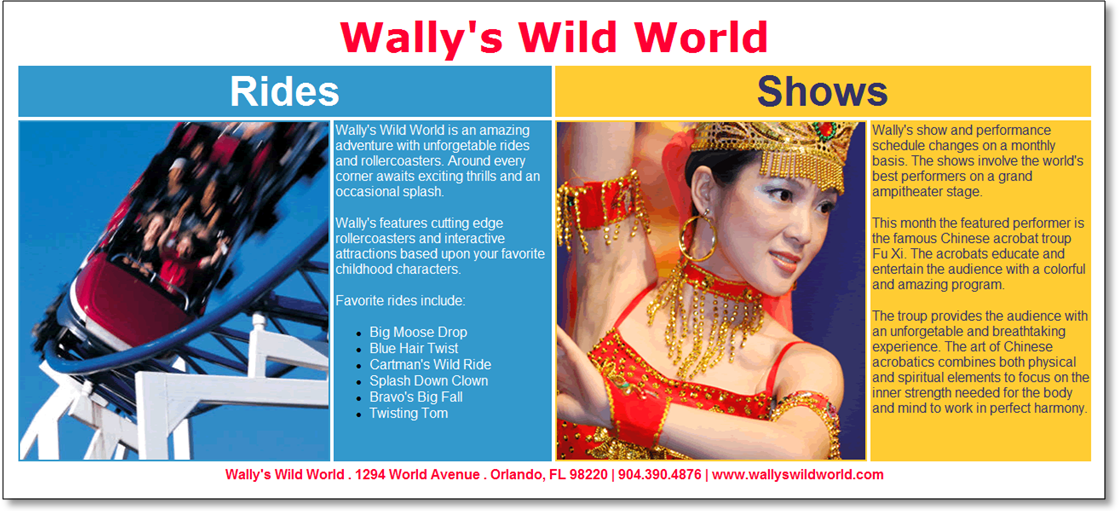 Wally's Wild World
Rides
Wally's Wild World is an amazing
adventure with unforgetable rides
and rollercoasters. Around every
corner awaits exciting thrills and an
occasional splash.
Wally's features cutting edge
rollercoasters and interactive
attractions based upon your favorite
childhood characters.
Favorite rides include:
• Big Moose Drop
• Blue Hair Twist
• Cartman's Wild Ride
• Splash Down Clown
• Bravo's Big Fall
• Twisting Tom
Shows
Wally's show and performance
schedule changes on a monthly
basis. The shows involve the world's
best performers on a grand
ampitheater stage.
This month the featured performer is
the famous Chinese acrobat troup
Fu Xi. The acrobats educate and
entertain the audience with a colorful
and amazing program.
The troup provides the audience with
an unforgetable and breathtaking
experience. The art of Chinese
acrobatics combines both physical
and spiritual elements to focus on the
inner strength needed for the body
and mind to work in perfect harmony.
Wally's Wild World . 1294 World Avenue . Orlando, FL 98220 | 904.390.4876 | www.wallyswildworld.com